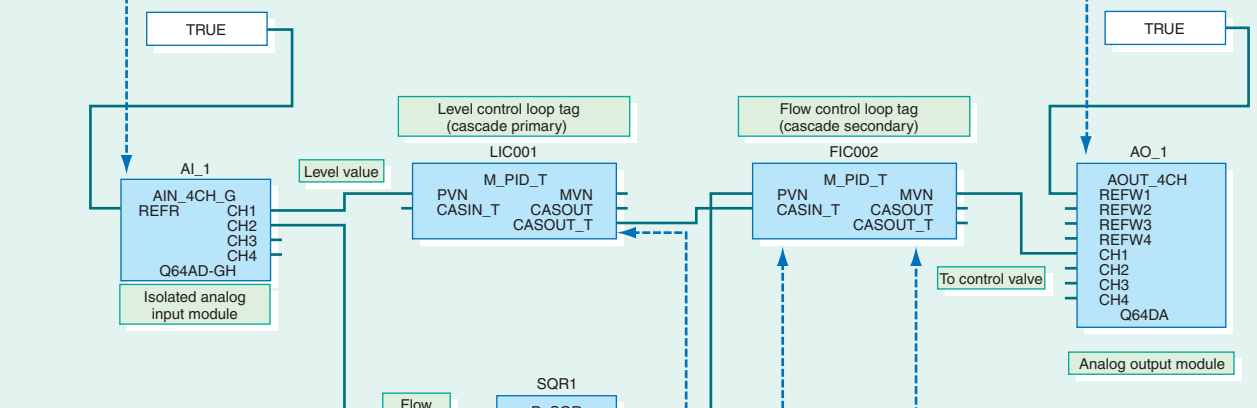 TRUE
TRUE
Level control loop tag
(cascade primary)
Flow control loop tag
(cascade secondary)
LIC001
FIC002
AO_1
AI_1
Level value
AIN_4CH_G
REFR
CH1
CH2
CH3
CH4
Q64AD-GH
Isolated analog
input module
M_PID_T
PVN
MVN
CASIN_T
CASOUT
CASOUT_T
M_PID_T
PVN
MVN
CASIN_T
CASOUT
CASOUT_T
To control valve
AOUT_4CH
REFW1
REFW2
REFW3
REFW4
CH1
CH2
CH3
CH4
Q64DA
Analog output module
SQR1
Flow